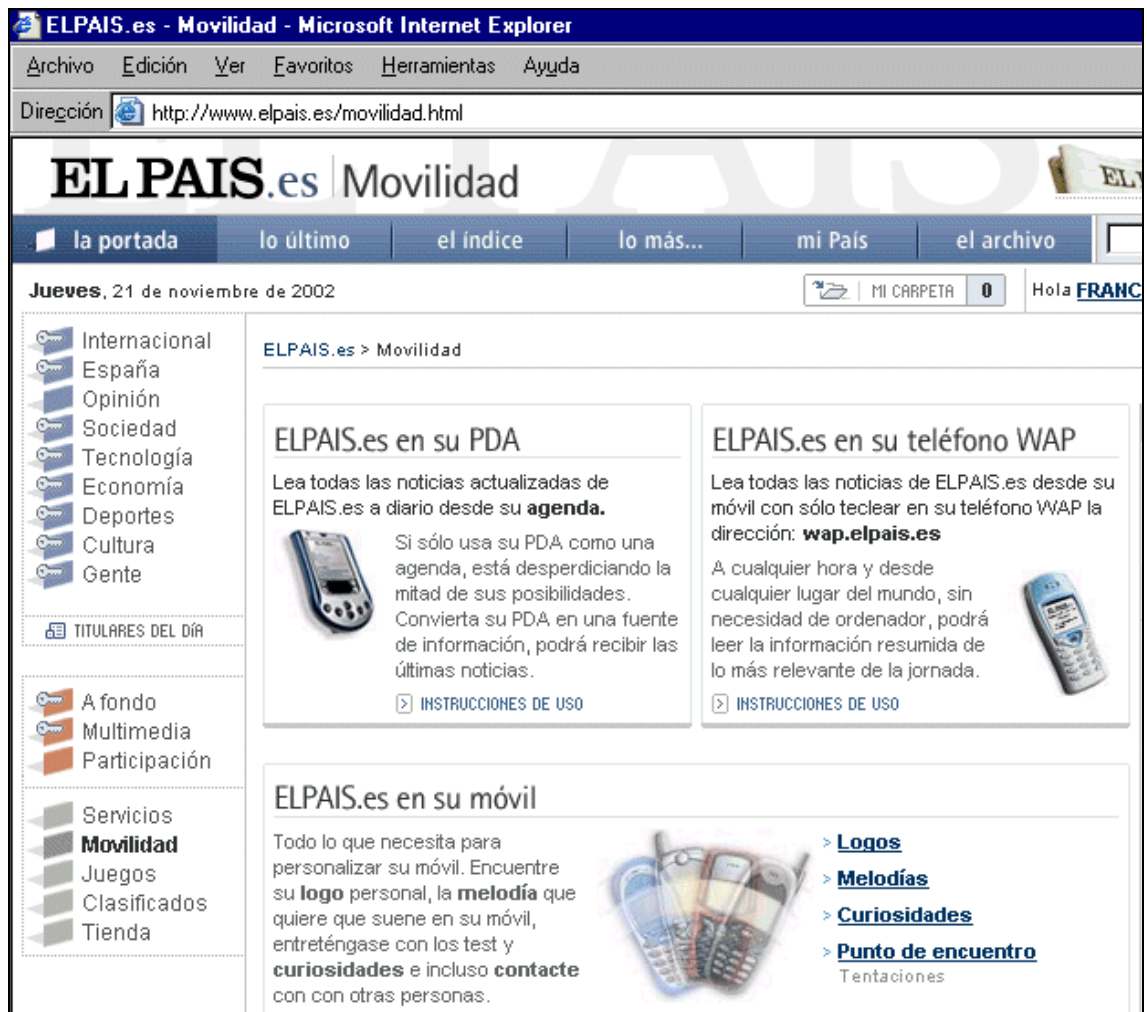 ELPAIS.es - Movilidad - Microsoft Internet Explorer
Archivo Edición Ver Favoritos Herramientas Ayuda
Dirección http://www.elpais.es/movilidad.html
EL PAIS.es Movilidad
la portada lo último el índice lo más... mi País el archivo
Jueves, 21 de noviembre de 2002
MI CARPETA 0
Hola FRANC
Internacional
España
Opinión
Sociedad
Tecnología
Economía
Deportes
Cultura
Gente
TITULARES DEL DÍA
A fondo
Multimedia
Participación
Servicios
Movilidad
Juegos
Clasificados
Tienda
ELPAIS.es > Movilidad
ELPAIS.es en su PDA
Lea todas las noticias actualizadas de
ELPAIS.es a diario desde su agenda.
Si sólo usa su PDA como una
agenda, está desperdiciando la
mitad de sus posibilidades.
Convierta su PDA en una fuente
de información, podrá recibir las
últimas noticias.
> INSTRUCCIONES DE USO
ELPAIS.es en su teléfono WAP
Lea todas las noticias de ELPAIS.es desde su
móvil con sólo teclear en su teléfono WAP la
dirección: wap.elpais.es
A cualquier hora y desde
cualquier lugar del mundo, sin
necesidad de ordenador, podrá
leer la información resumida de
lo más relevante de la jornada.
> INSTRUCCIONES DE USO
ELPAIS.es en su móvil
Todo lo que necesita para
personalizar su móvil. Encuentre
su logo personal, la melodía que
quiere que suene en su móvil,
entreténgase con los test y
curiosidades e incluso contacte
con con otras personas.
> Logos
> Melodías
> Curiosidades
> Punto de encuentro
Tentaciones